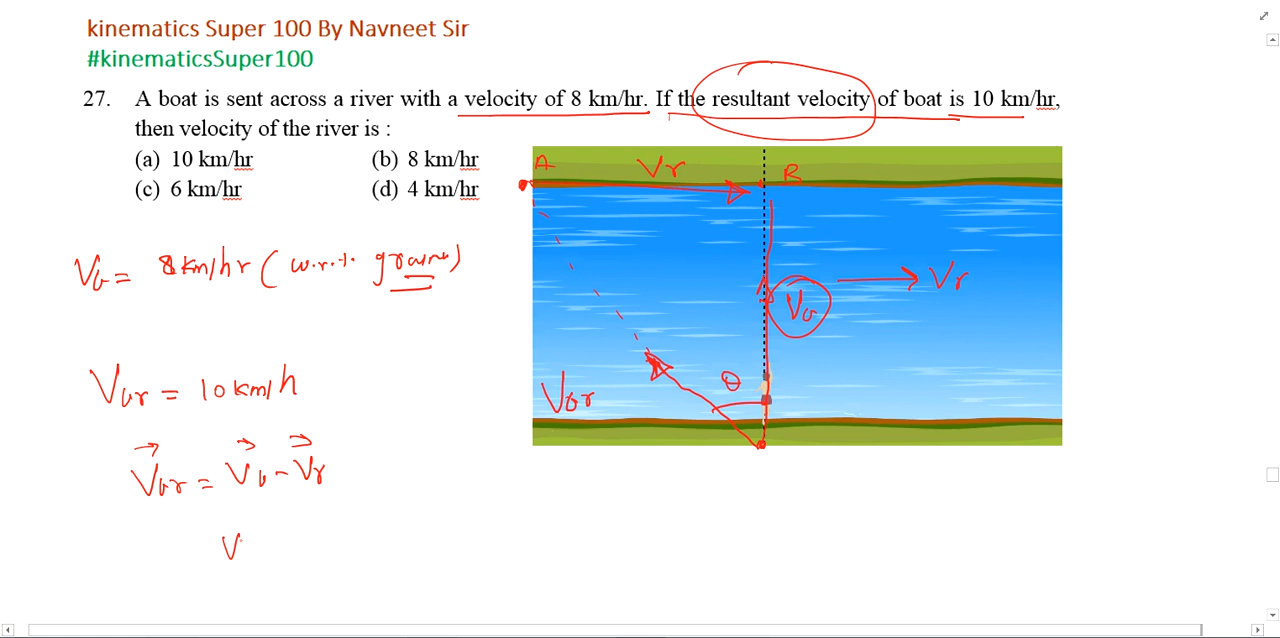 kinematics Super 100 By Navneet Sir
#kinematicsSuper100
27. A boat is sent across a river with a velocity of 8 km/hr. If the resultant velocity of boat is 10 km/hr,
then velocity of the river is :
(a) 10 km/hr (b) 8 km/hr
(c) 6 km/hr (d) 4 km/hr
A Vr B
Vb = 8 km/hr ( w.r.t. ground)
Vb → Vr
θ
Vbr = 10 km/h
Vbr
V⃗br = V⃗b - V⃗r
V